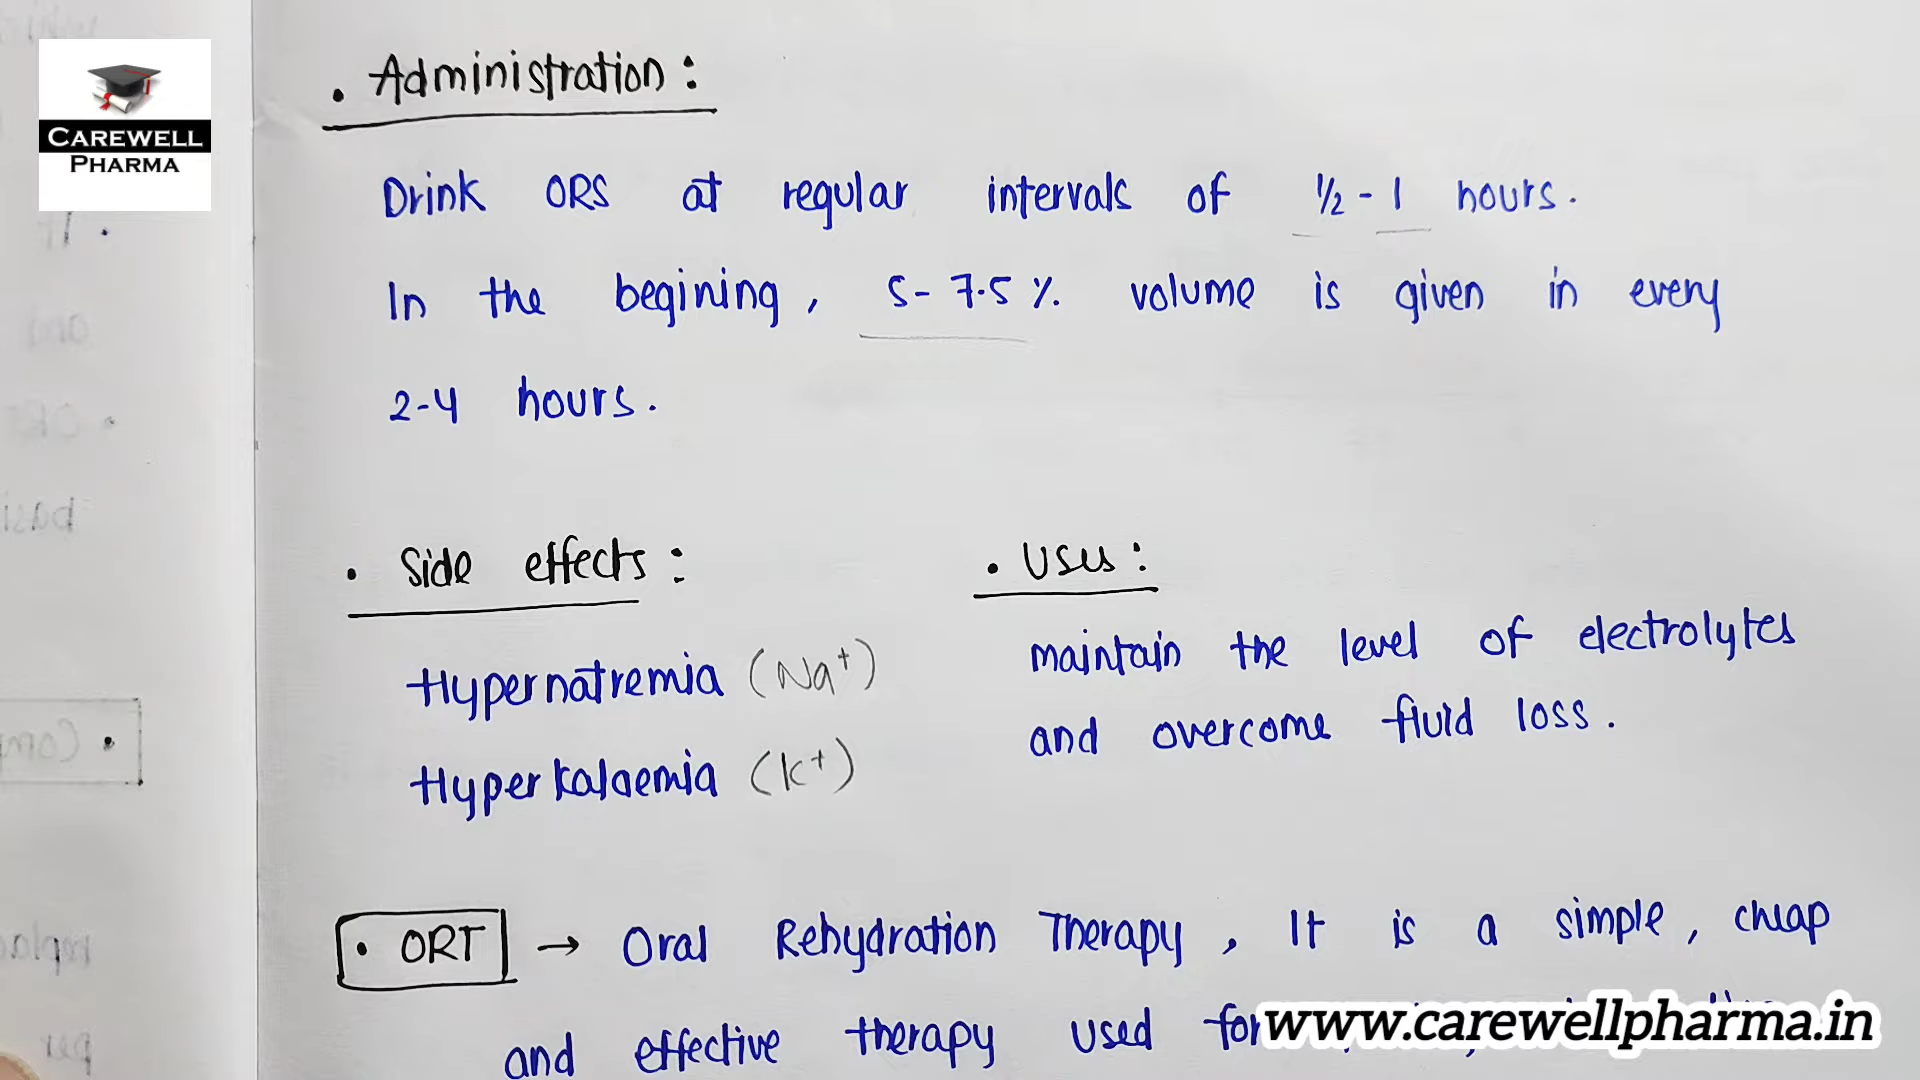 CAREWELL
PHARMA
• Administration :
Drink ORS at regular intervals of ½ - 1 hours.
In the begining, 5 - 7.5 % volume is given in every
2-4 hours.
• Side effects :
Hypernatremia (Na+)
Hyperkalaemia (K+)
• Uses :
maintain the level of electrolytes
and overcome fluid loss.
• ORT → Oral Rehydration Therapy, It is a simple, cheap
and effective therapy used for
www.carewellpharma.in